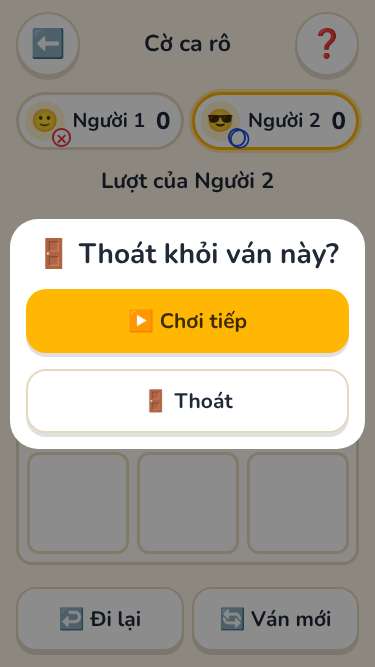 Cờ ca rô
Người 1 0
Người 2 0
Lượt của Người 2
Thoát khỏi ván này?
Chơi tiếp
Thoát
Đi lại
Ván mới